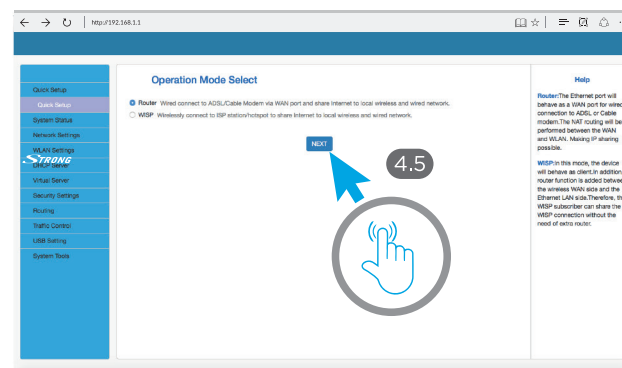 http://192.168.1.1
Operation Mode Select
Router Wired connect to ADSL/Cable Modem via WAN port and share Internet to local wireless and wired network.
WISP Wirelessly connect to ISP station/hotspot to share Internet to local wireless and wired network.
NEXT
4.5
Quick Setup
Quick Setup
System Status
Network Settings
WLAN Settings
STRONG
DHCP Server
Virtual Server
Security Settings
Routing
Traffic Control
USB Setting
System Tools
Help
Router:The Ethernet port will
behave as a WAN port for wired
connection to ADSL or Cable
modem.The NAT routing will be
performed between the WAN
and WLAN. Making IP sharing
possible.
WISP:In this mode, the device
will behave as client.In addition
router function is added betwee
the wireless WAN side and the
Ethernet LAN side.Therefore, th
WISP subscriber can share the
WISP connection without the
need of extra router.